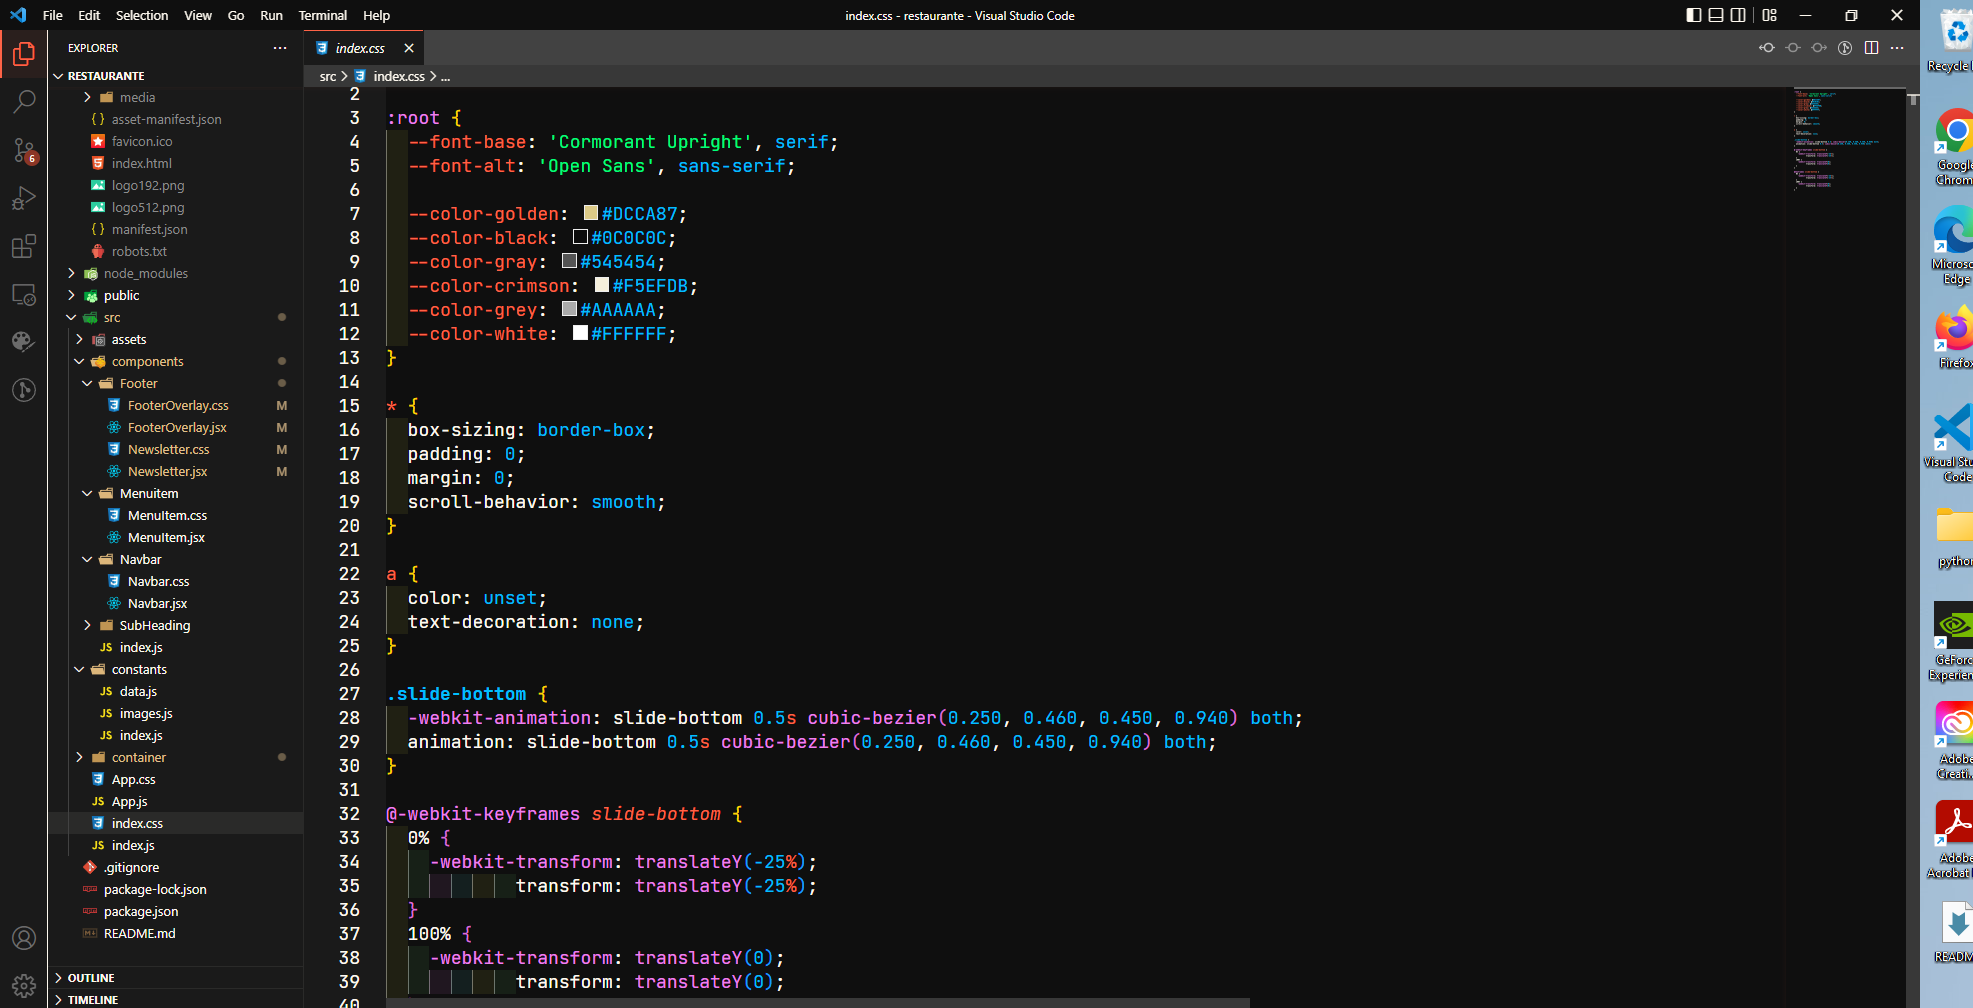 File Edit Selection View Go Run Terminal Help
index.css - restaurante - Visual Studio Code
EXPLORER
RESTAURANTE
media
asset-manifest.json
favicon.ico
index.html
logo192.png
logo512.png
manifest.json
robots.txt
node_modules
public
src
assets
components
Footer
FooterOverlay.css M
FooterOverlay.jsx M
Newsletter.css M
Newsletter.jsx M
Menuitem
MenuItem.css
MenuItem.jsx
Navbar
Navbar.css
Navbar.jsx
SubHeading
JS index.js
constants
JS data.js
JS images.js
JS index.js
container
App.css
JS App.js
index.css
JS index.js
.gitignore
package-lock.json
package.json
README.md
OUTLINE
TIMELINE
6
index.css
src > index.css > ...
2
3 :root {
4 --font-base: 'Cormorant Upright', serif;
5 --font-alt: 'Open Sans', sans-serif;
6
7 --color-golden: #DCCA87;
8 --color-black: #0C0C0C;
9 --color-gray: #545454;
10 --color-crimson: #F5EFDB;
11 --color-grey: #AAAAAA;
12 --color-white: #FFFFFF;
13 }
14
15 * {
16 box-sizing: border-box;
17 padding: 0;
18 margin: 0;
19 scroll-behavior: smooth;
20 }
21
22 a {
23 color: unset;
24 text-decoration: none;
25 }
26
27 .slide-bottom {
28 -webkit-animation: slide-bottom 0.5s cubic-bezier(0.250, 0.460, 0.450, 0.940) both;
29 animation: slide-bottom 0.5s cubic-bezier(0.250, 0.460, 0.450, 0.940) both;
30 }
31
32 @-webkit-keyframes slide-bottom {
33 0% {
34 -webkit-transform: translateY(-25%);
35 transform: translateY(-25%);
36 }
37 100% {
38 -webkit-transform: translateY(0);
39 transform: translateY(0);
40
Recycle
Google
Chrom
Microso
Edge
Firefox
Visual Stu
Code
python
GeForc
Experien
Adobe
Creati...
Adobe
Acrobat
READM